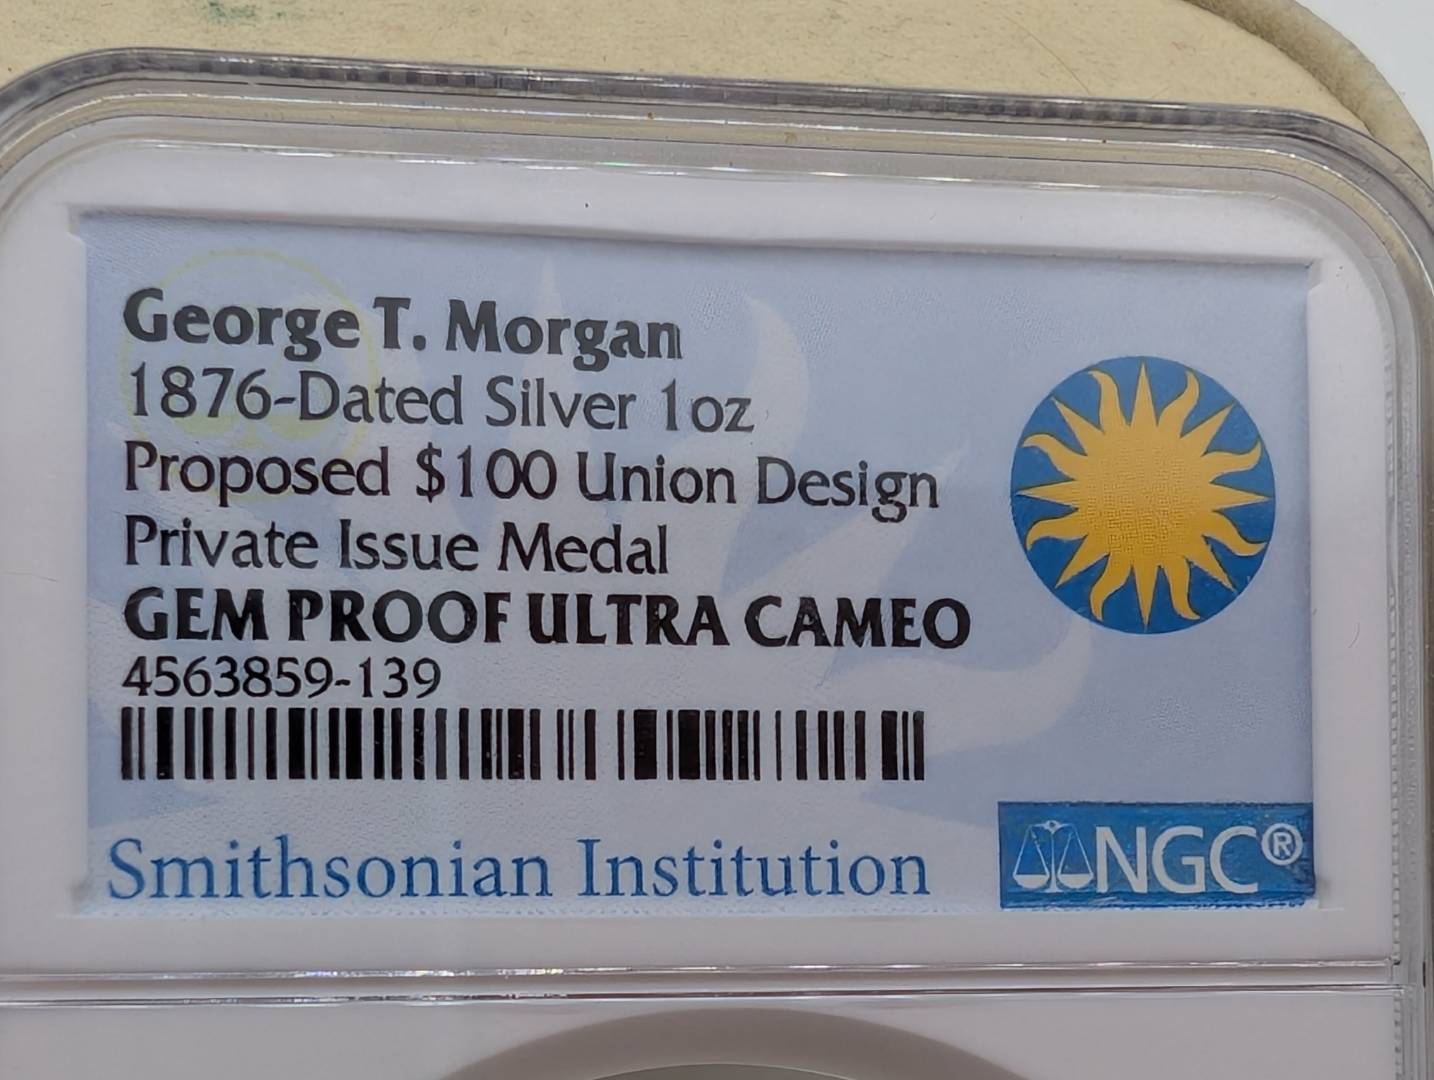 George T. Morgan
1876-Dated Silver 1oz
Proposed $100 Union Design
Private Issue Medal
GEM PROOF ULTRA CAMEO
4563859-139
Smithsonian Institution
NGC®